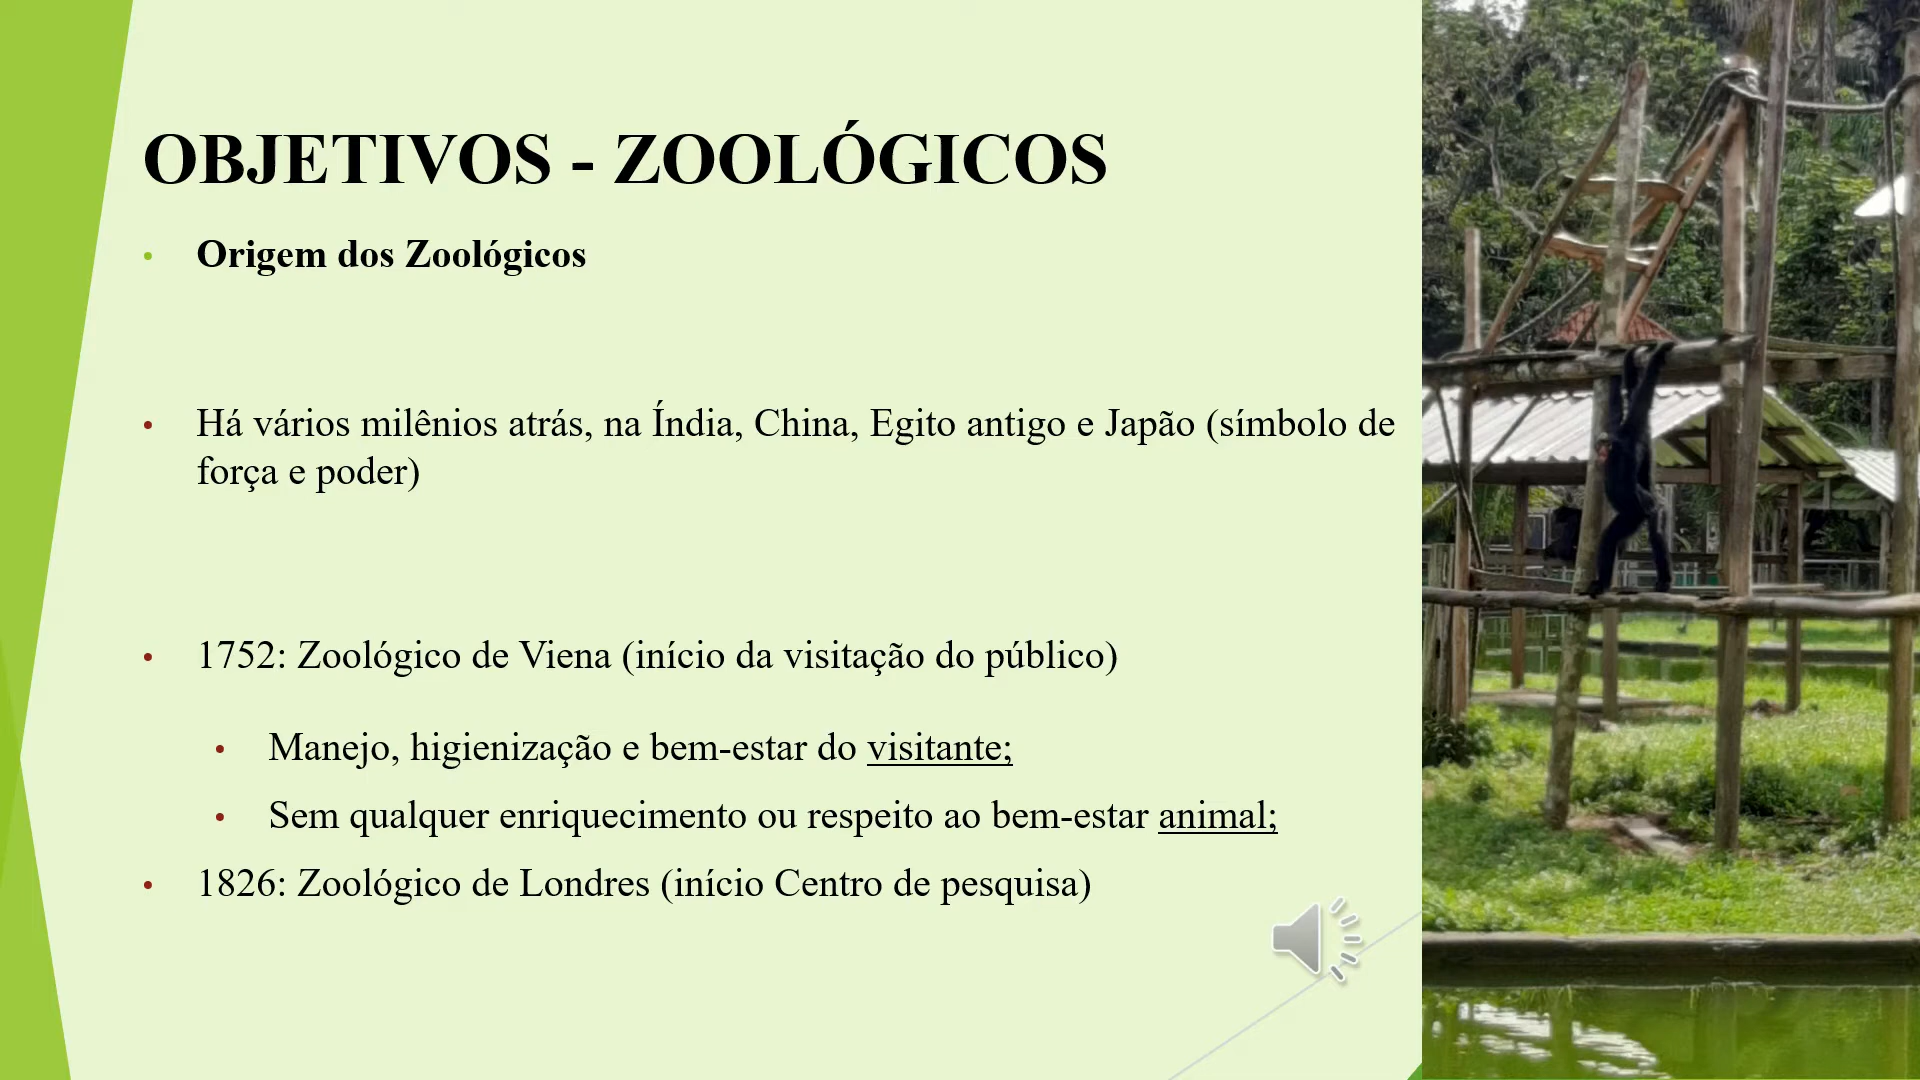 OBJETIVOS - ZOOLÓGICOS
• Origem dos Zoológicos
• Há vários milênios atrás, na Índia, China, Egito antigo e Japão (símbolo de
força e poder)
• 1752: Zoológico de Viena (início da visitação do público)
• Manejo, higienização e bem-estar do visitante;
• Sem qualquer enriquecimento ou respeito ao bem-estar animal;
• 1826: Zoológico de Londres (início Centro de pesquisa)